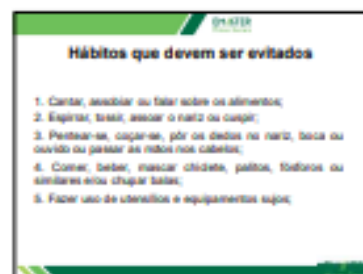 EMATER
Hábitos que devem ser evitados
1. Cantar, assobiar ou falar sobre os alimentos;
2. Espirrar, tossir, assoar o nariz ou cuspir;
3. Pentear-se, coçar-se, pôr os dedos no nariz, boca ou
ouvido ou passar as mãos nos cabelos;
4. Comer, beber, mascar chiclete, palitos, fósforos ou
similares e/ou chupar balas;
5. Fazer uso de utensílios e equipamentos sujos;